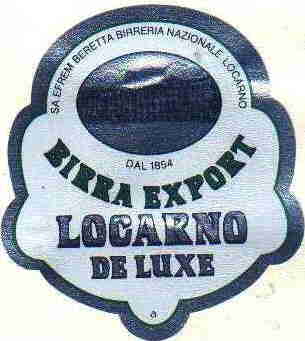 SA EFREM BERETTA BIRRERIA NAZIONALE LOCARNO
DAL 1854
BIRRA EXPORT
LOCARNO
DE LUXE
a